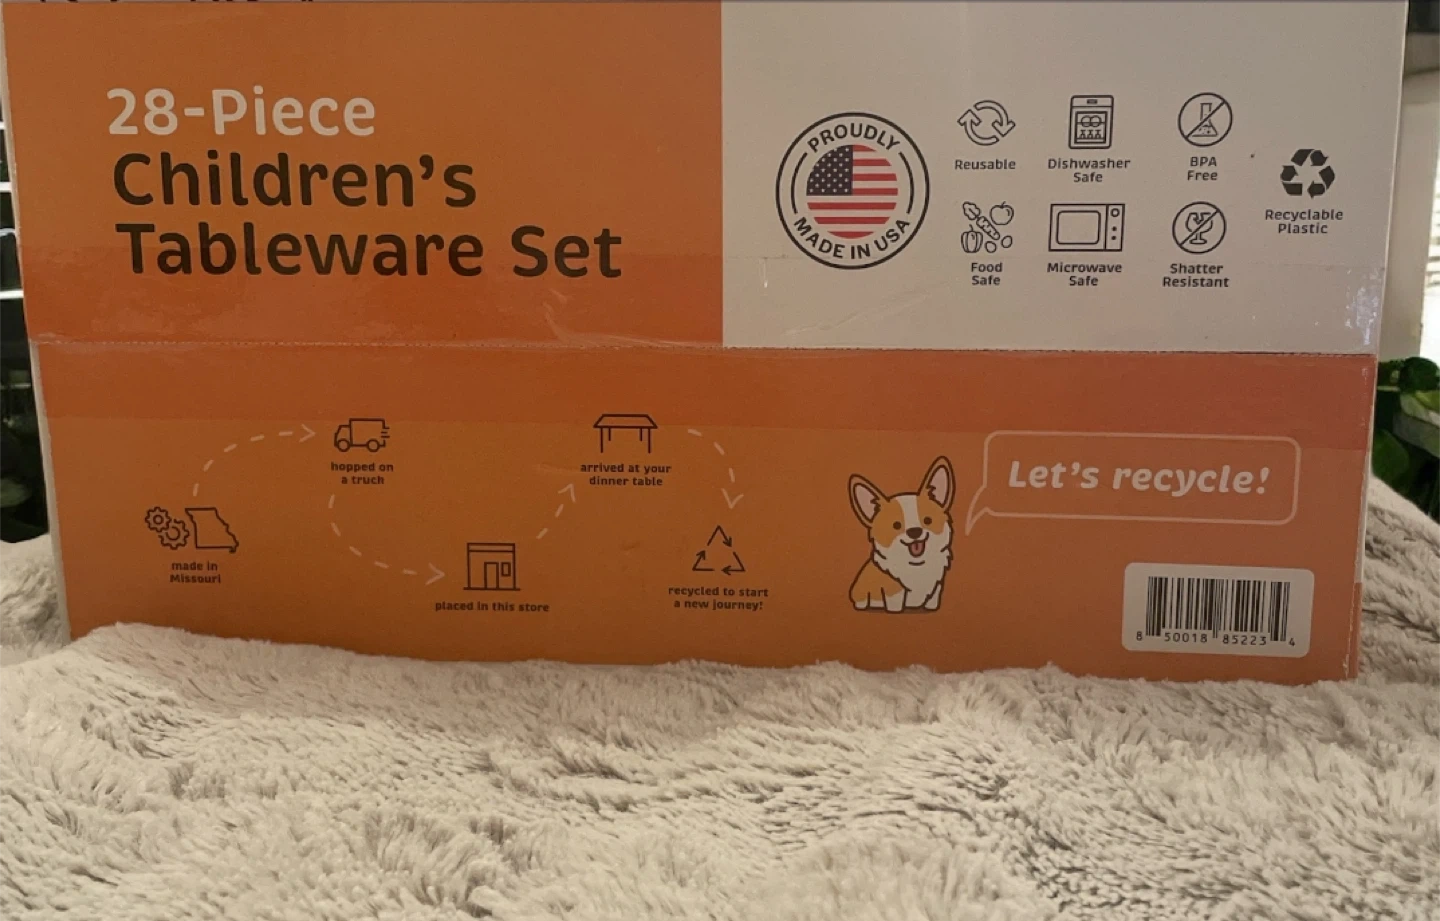 28-Piece
Children's
Tableware Set
PROUDLY
MADE IN USA
Reusable
Dishwasher
Safe
BPA
Free
Food
Safe
Microwave
Safe
Shatter
Resistant
Recyclable
Plastic
made in
Missouri
hopped on
a truck
placed in this store
arrived at your
dinner table
recycled to start
a new journey!
Let's recycle!
8 50018 85223 4